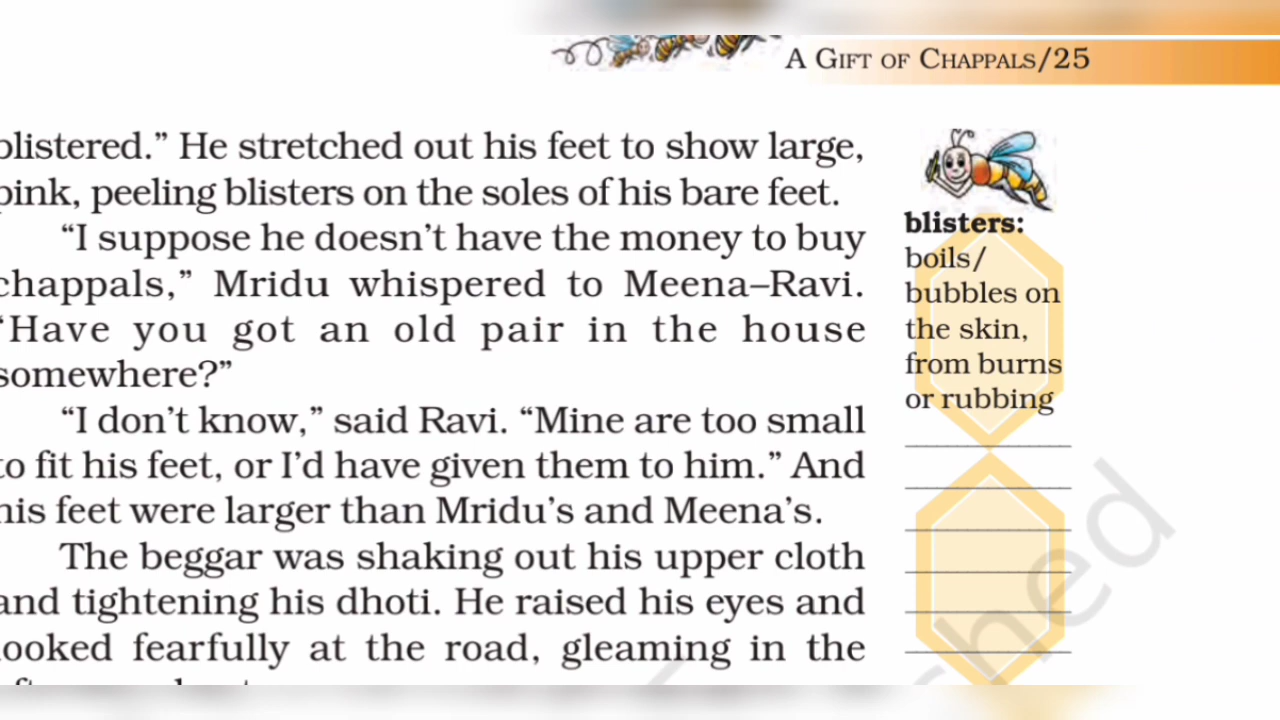 A GIFT OF CHAPPALS/25
blistered.” He stretched out his feet to show large,
pink, peeling blisters on the soles of his bare feet.
“I suppose he doesn’t have the money to buy
chappals,” Mridu whispered to Meena–Ravi.
“Have you got an old pair in the house
somewhere?”
“I don’t know,” said Ravi. “Mine are too small
to fit his feet, or I’d have given them to him.” And
his feet were larger than Mridu’s and Meena’s.
The beggar was shaking out his upper cloth
and tightening his dhoti. He raised his eyes and
looked fearfully at the road, gleaming in the
blisters:
boils/
bubbles on
the skin,
from burns
or rubbing